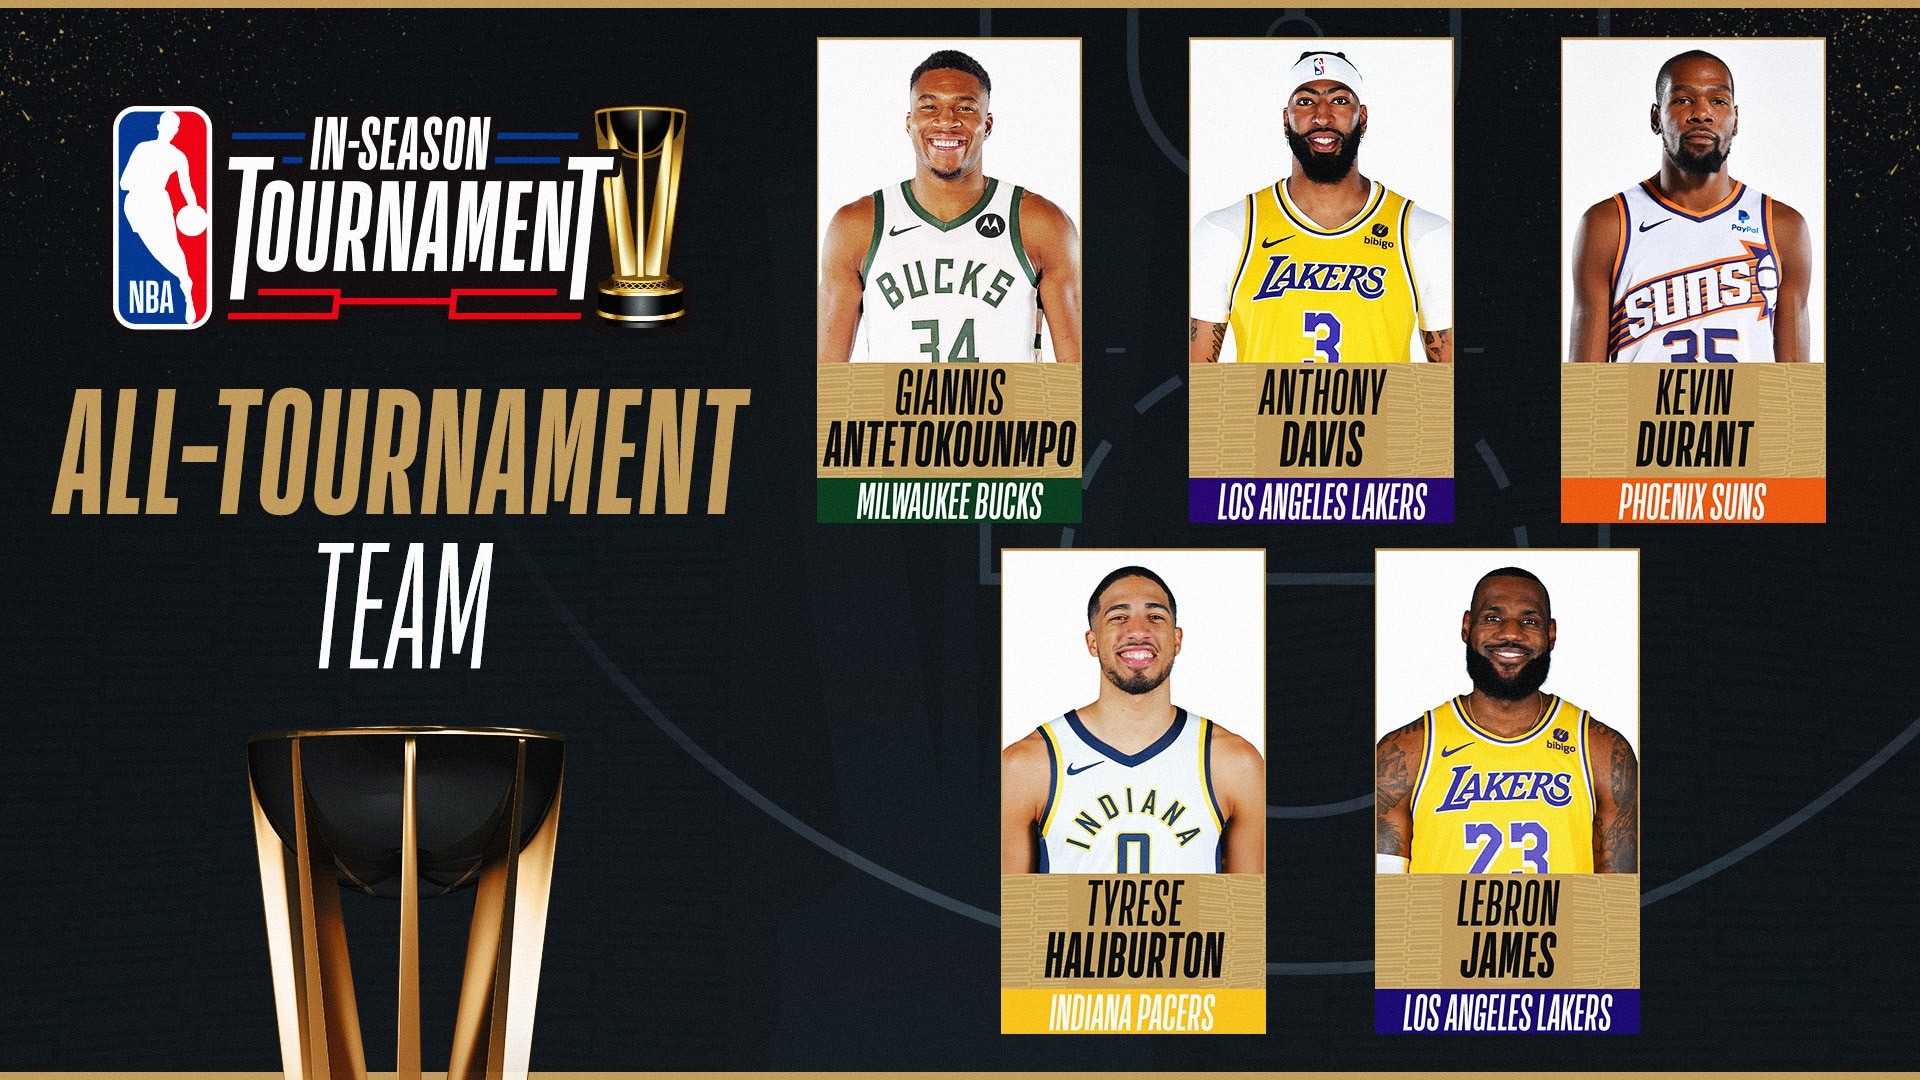 IN-SEASON
TOURNAMENT
NBA
ALL-TOURNAMENT
TEAM
BUCKS
34
GIANNIS
ANTETOKOUNMPO
MILWAUKEE BUCKS
bibigo
LAKERS
3
ANTHONY
DAVIS
LOS ANGELES LAKERS
PayPal
SUNS
35
KEVIN
DURANT
PHOENIX SUNS
INDIANA
0
TYRESE
HALIBURTON
INDIANA PACERS
bibigo
LAKERS
23
LEBRON
JAMES
LOS ANGELES LAKERS